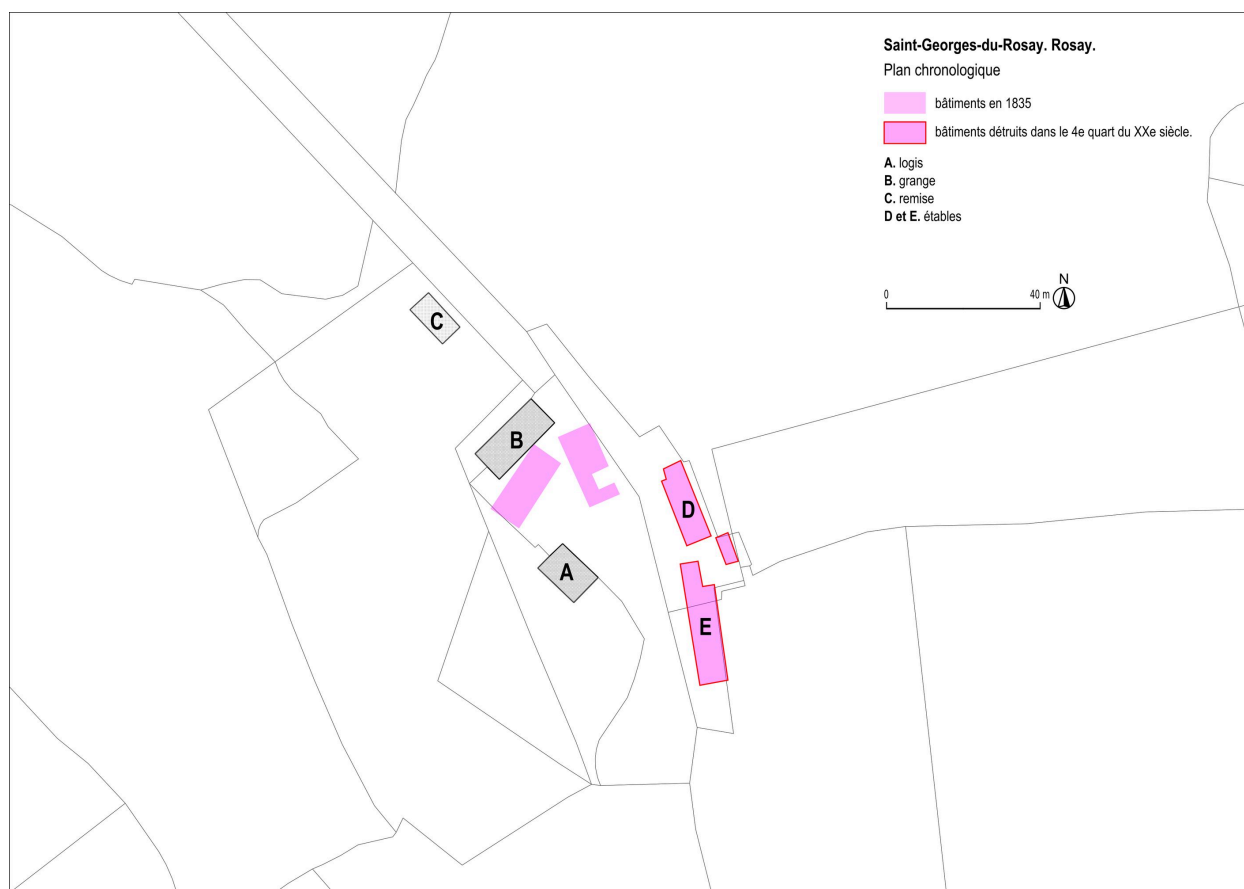 Saint-Georges-du-Rosay. Rosay.
Plan chronologique
bâtiments en 1835
bâtiments détruits dans le 4e quart du XXe siècle.
A. logis
B. grange
C. remise
D et E. étables
N
0 40 m
C
B
D
A
E